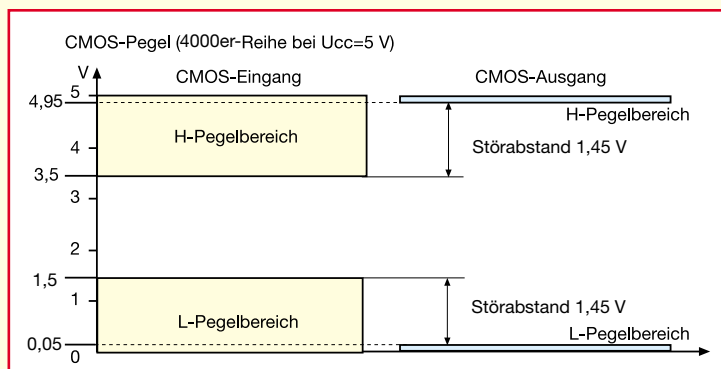 CMOS-Pegel (4000er-Reihe bei Ucc=5 V)
V
CMOS-Eingang
CMOS-Ausgang
5
4,95
H-Pegelbereich
H-Pegelbereich
4
Störabstand 1,45 V
3,5
3
2
1,5
1
Störabstand 1,45 V
L-Pegelbereich
L-Pegelbereich
0,05
0